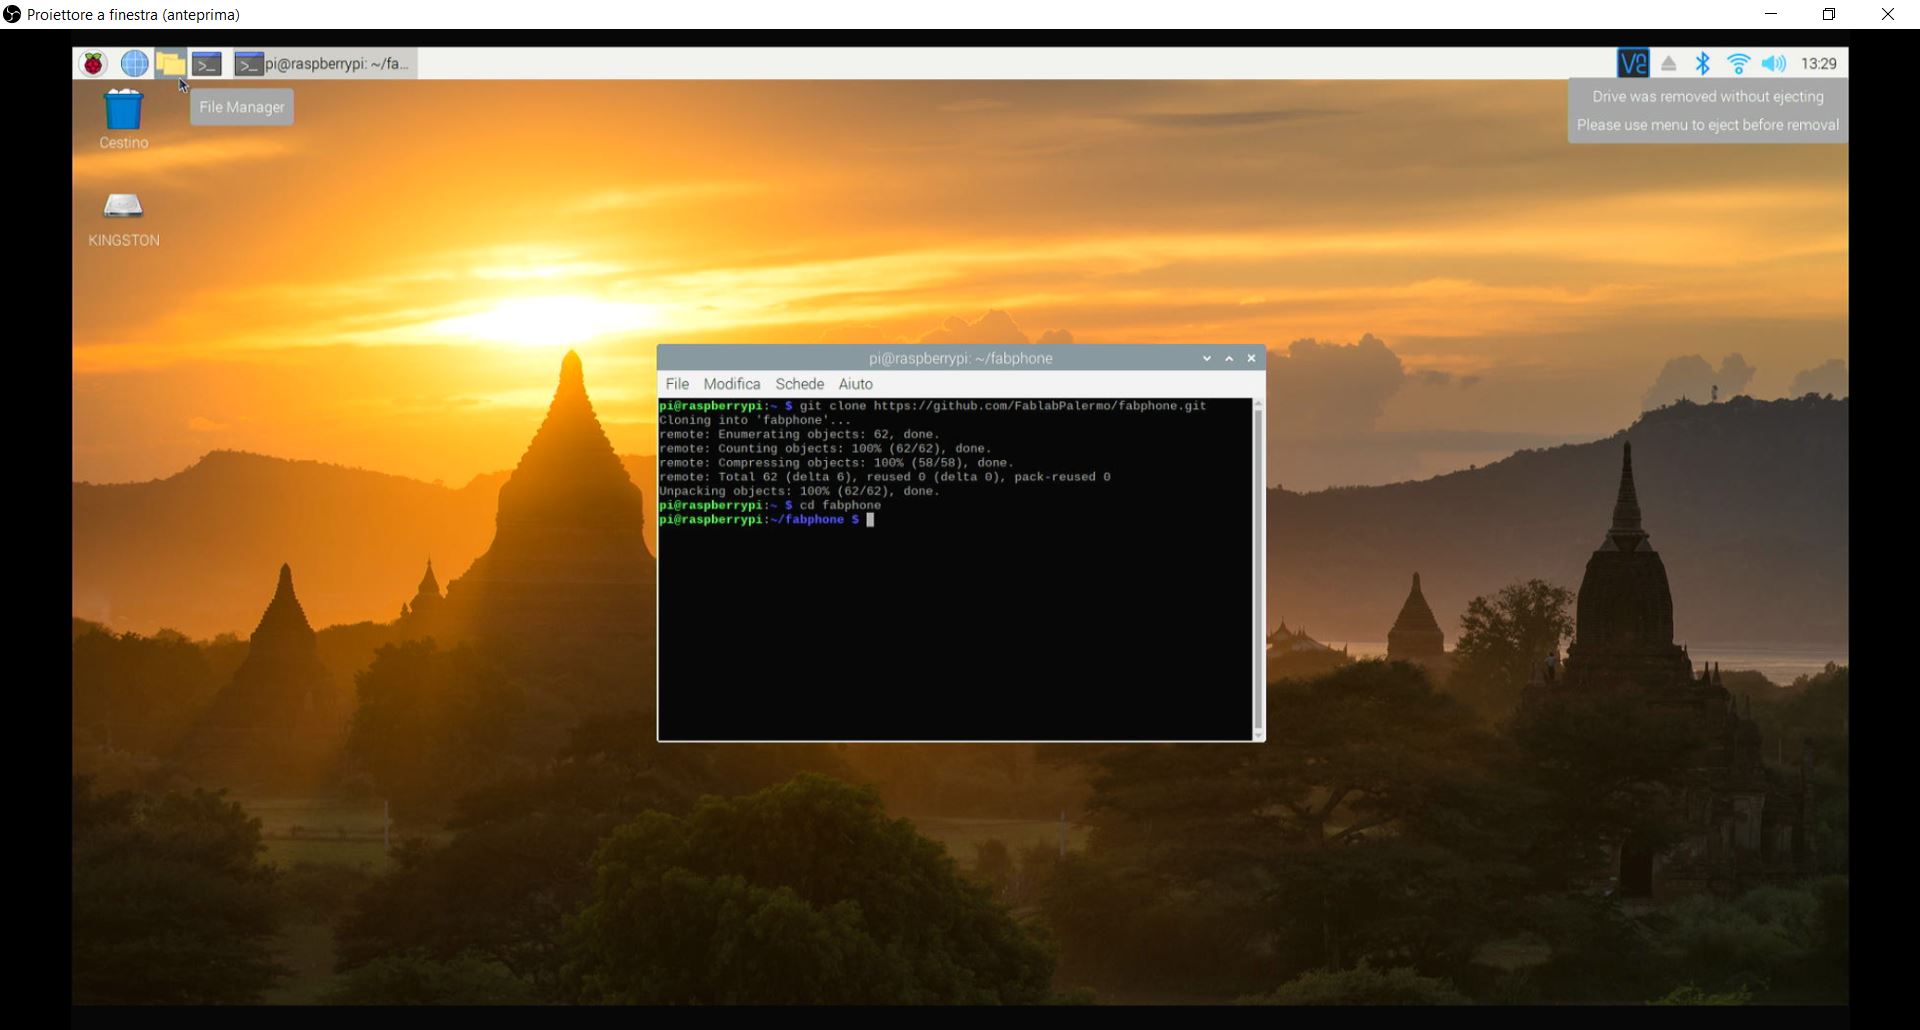 Proiettore a finestra (anteprima)
pi@raspberrypi: ~/fa...
13:29
File Manager
Drive was removed without ejecting
Please use menu to eject before removal
Cestino
KINGSTON
pi@raspberrypi: ~/fabphone
File Modifica Schede Aiuto
pi@raspberrypi:~ $ git clone https://github.com/FablabPalermo/fabphone.git
Cloning into 'fabphone'...
remote: Enumerating objects: 62, done.
remote: Counting objects: 100% (62/62), done.
remote: Compressing objects: 100% (58/58), done.
remote: Total 62 (delta 6), reused 0 (delta 0), pack-reused 0
Unpacking objects: 100% (62/62), done.
pi@raspberrypi:~ $ cd fabphone
pi@raspberrypi:~/fabphone $